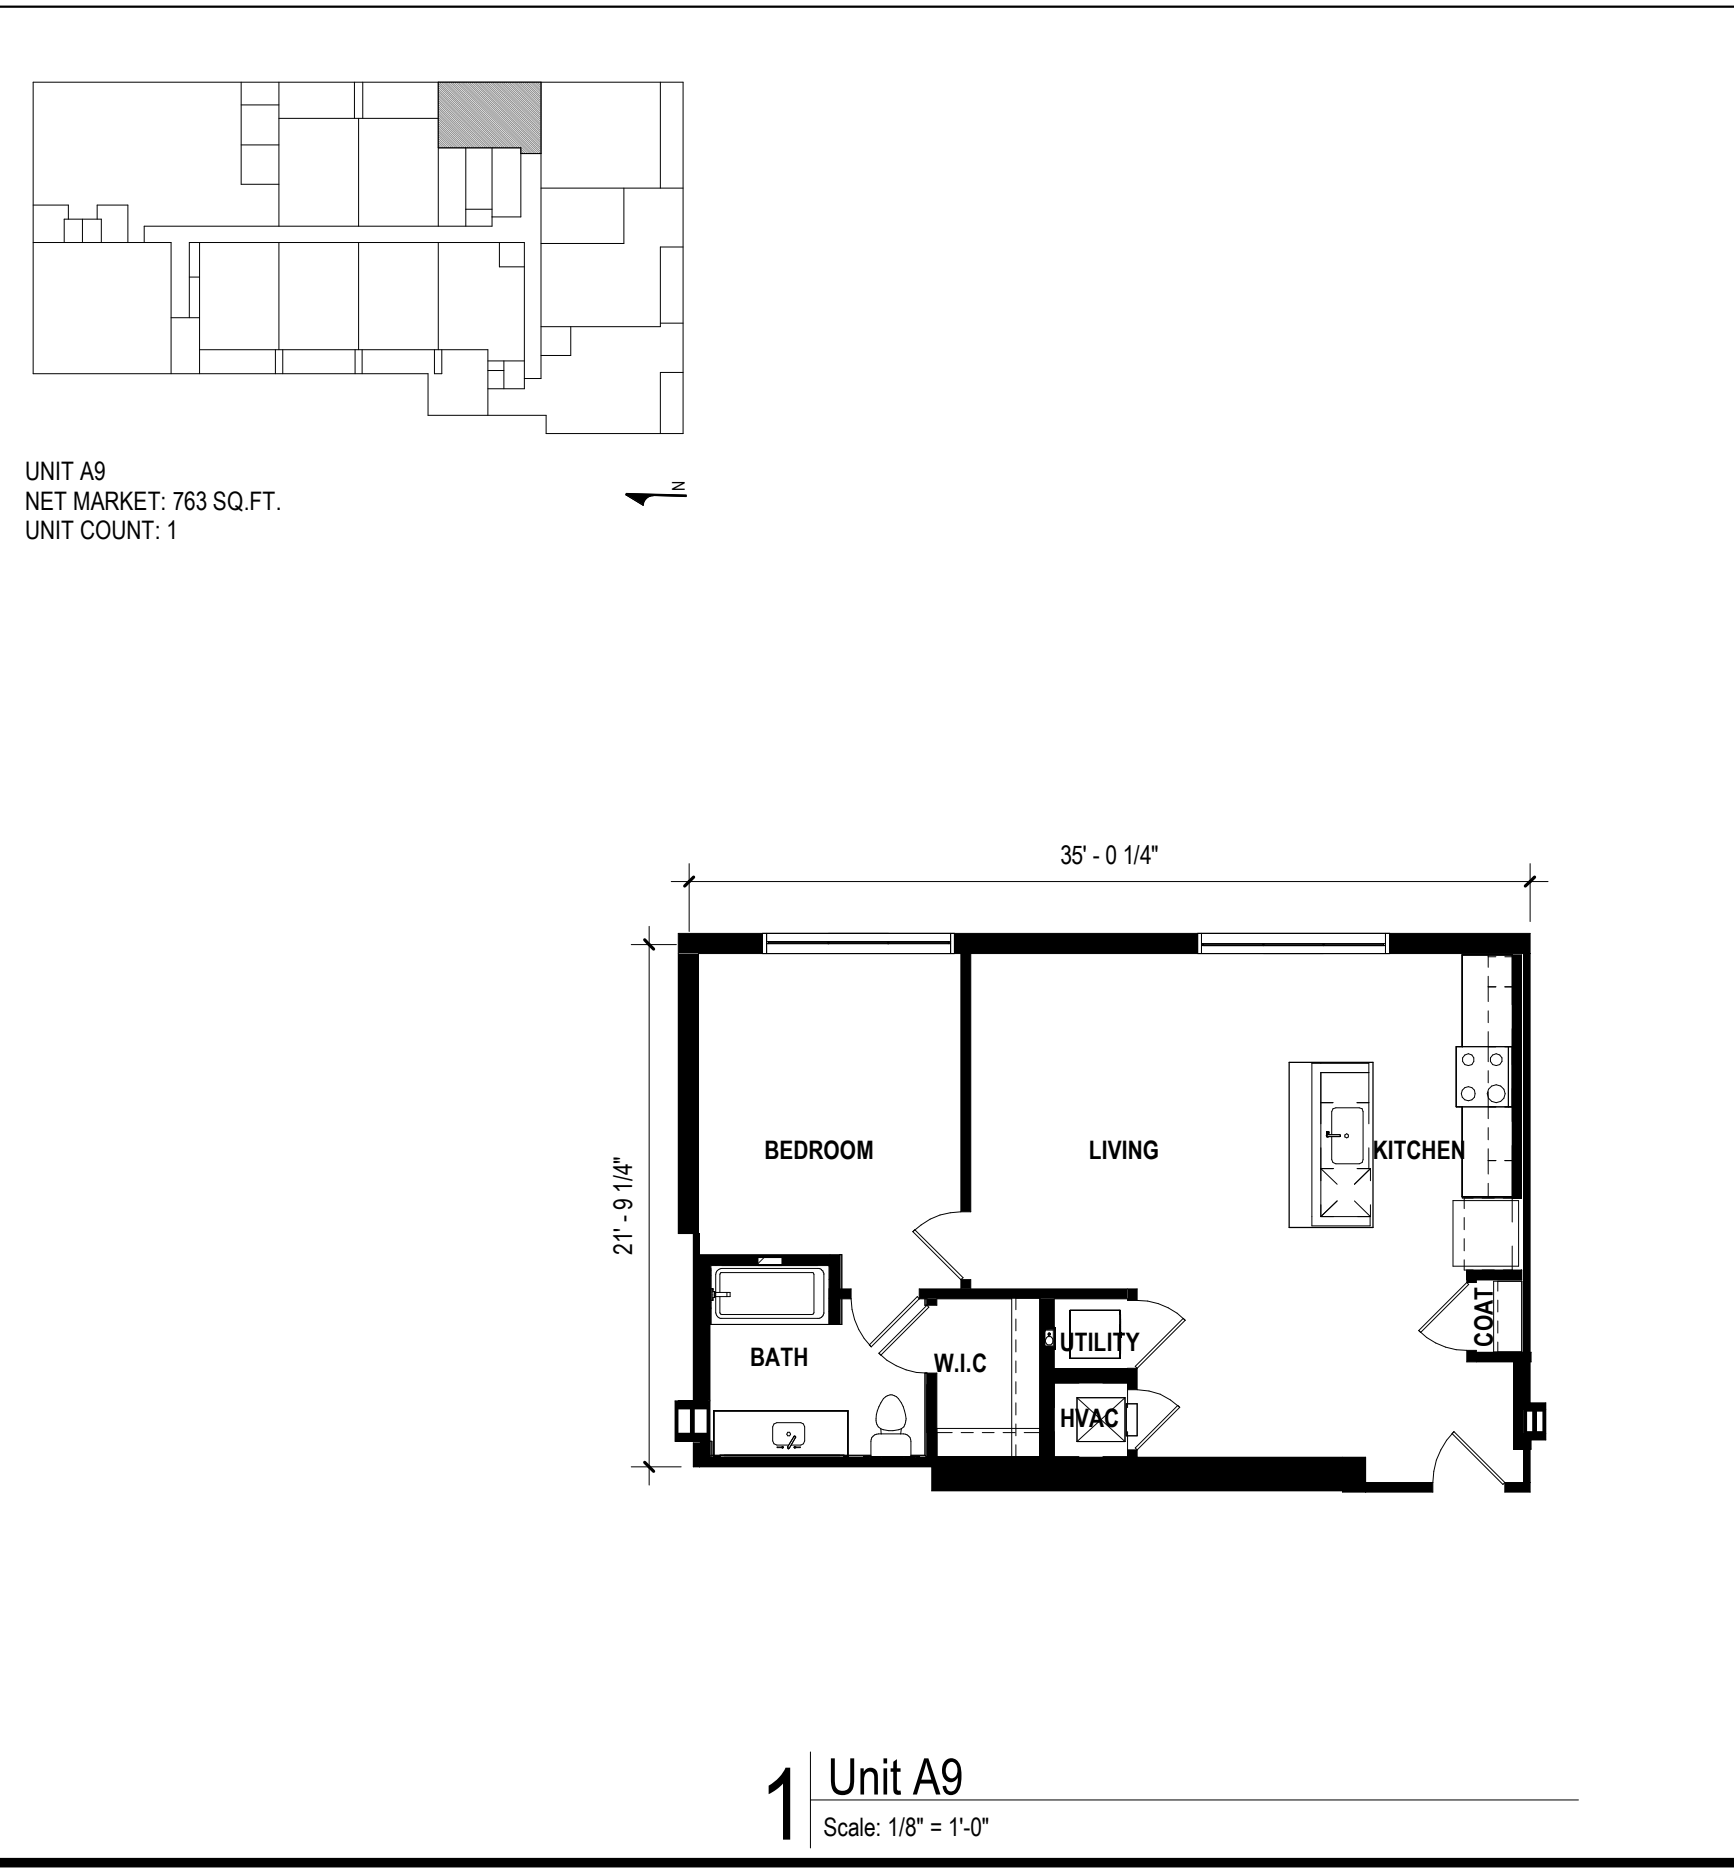 UNIT A9
NET MARKET: 763 SQ.FT.
UNIT COUNT: 1
N
35' - 0 1/4"
21' - 9 1/4"
BEDROOM
LIVING
KITCHEN
COAT
UTILITY
BATH
W.I.C
HVAC
1
Unit A9
Scale: 1/8" = 1'-0"